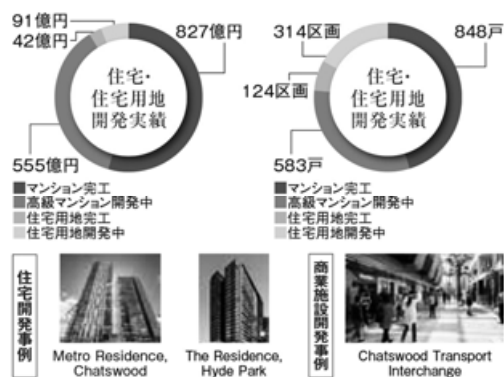 91億円
42億円
827億円
555億円
住宅・
住宅用地
開発実績
■マンション完工
■高級マンション開発中
■住宅用地完工
■住宅用地開発中
314区画
124区画
848戸
583戸
住宅・
住宅用地
開発実績
■マンション完工
■高級マンション開発中
■住宅用地完工
■住宅用地開発中
住宅開発事例
Metro Residence,
Chatswood
The Residence,
Hyde Park
商業施設開発事例
Chatswood Transport
Interchange